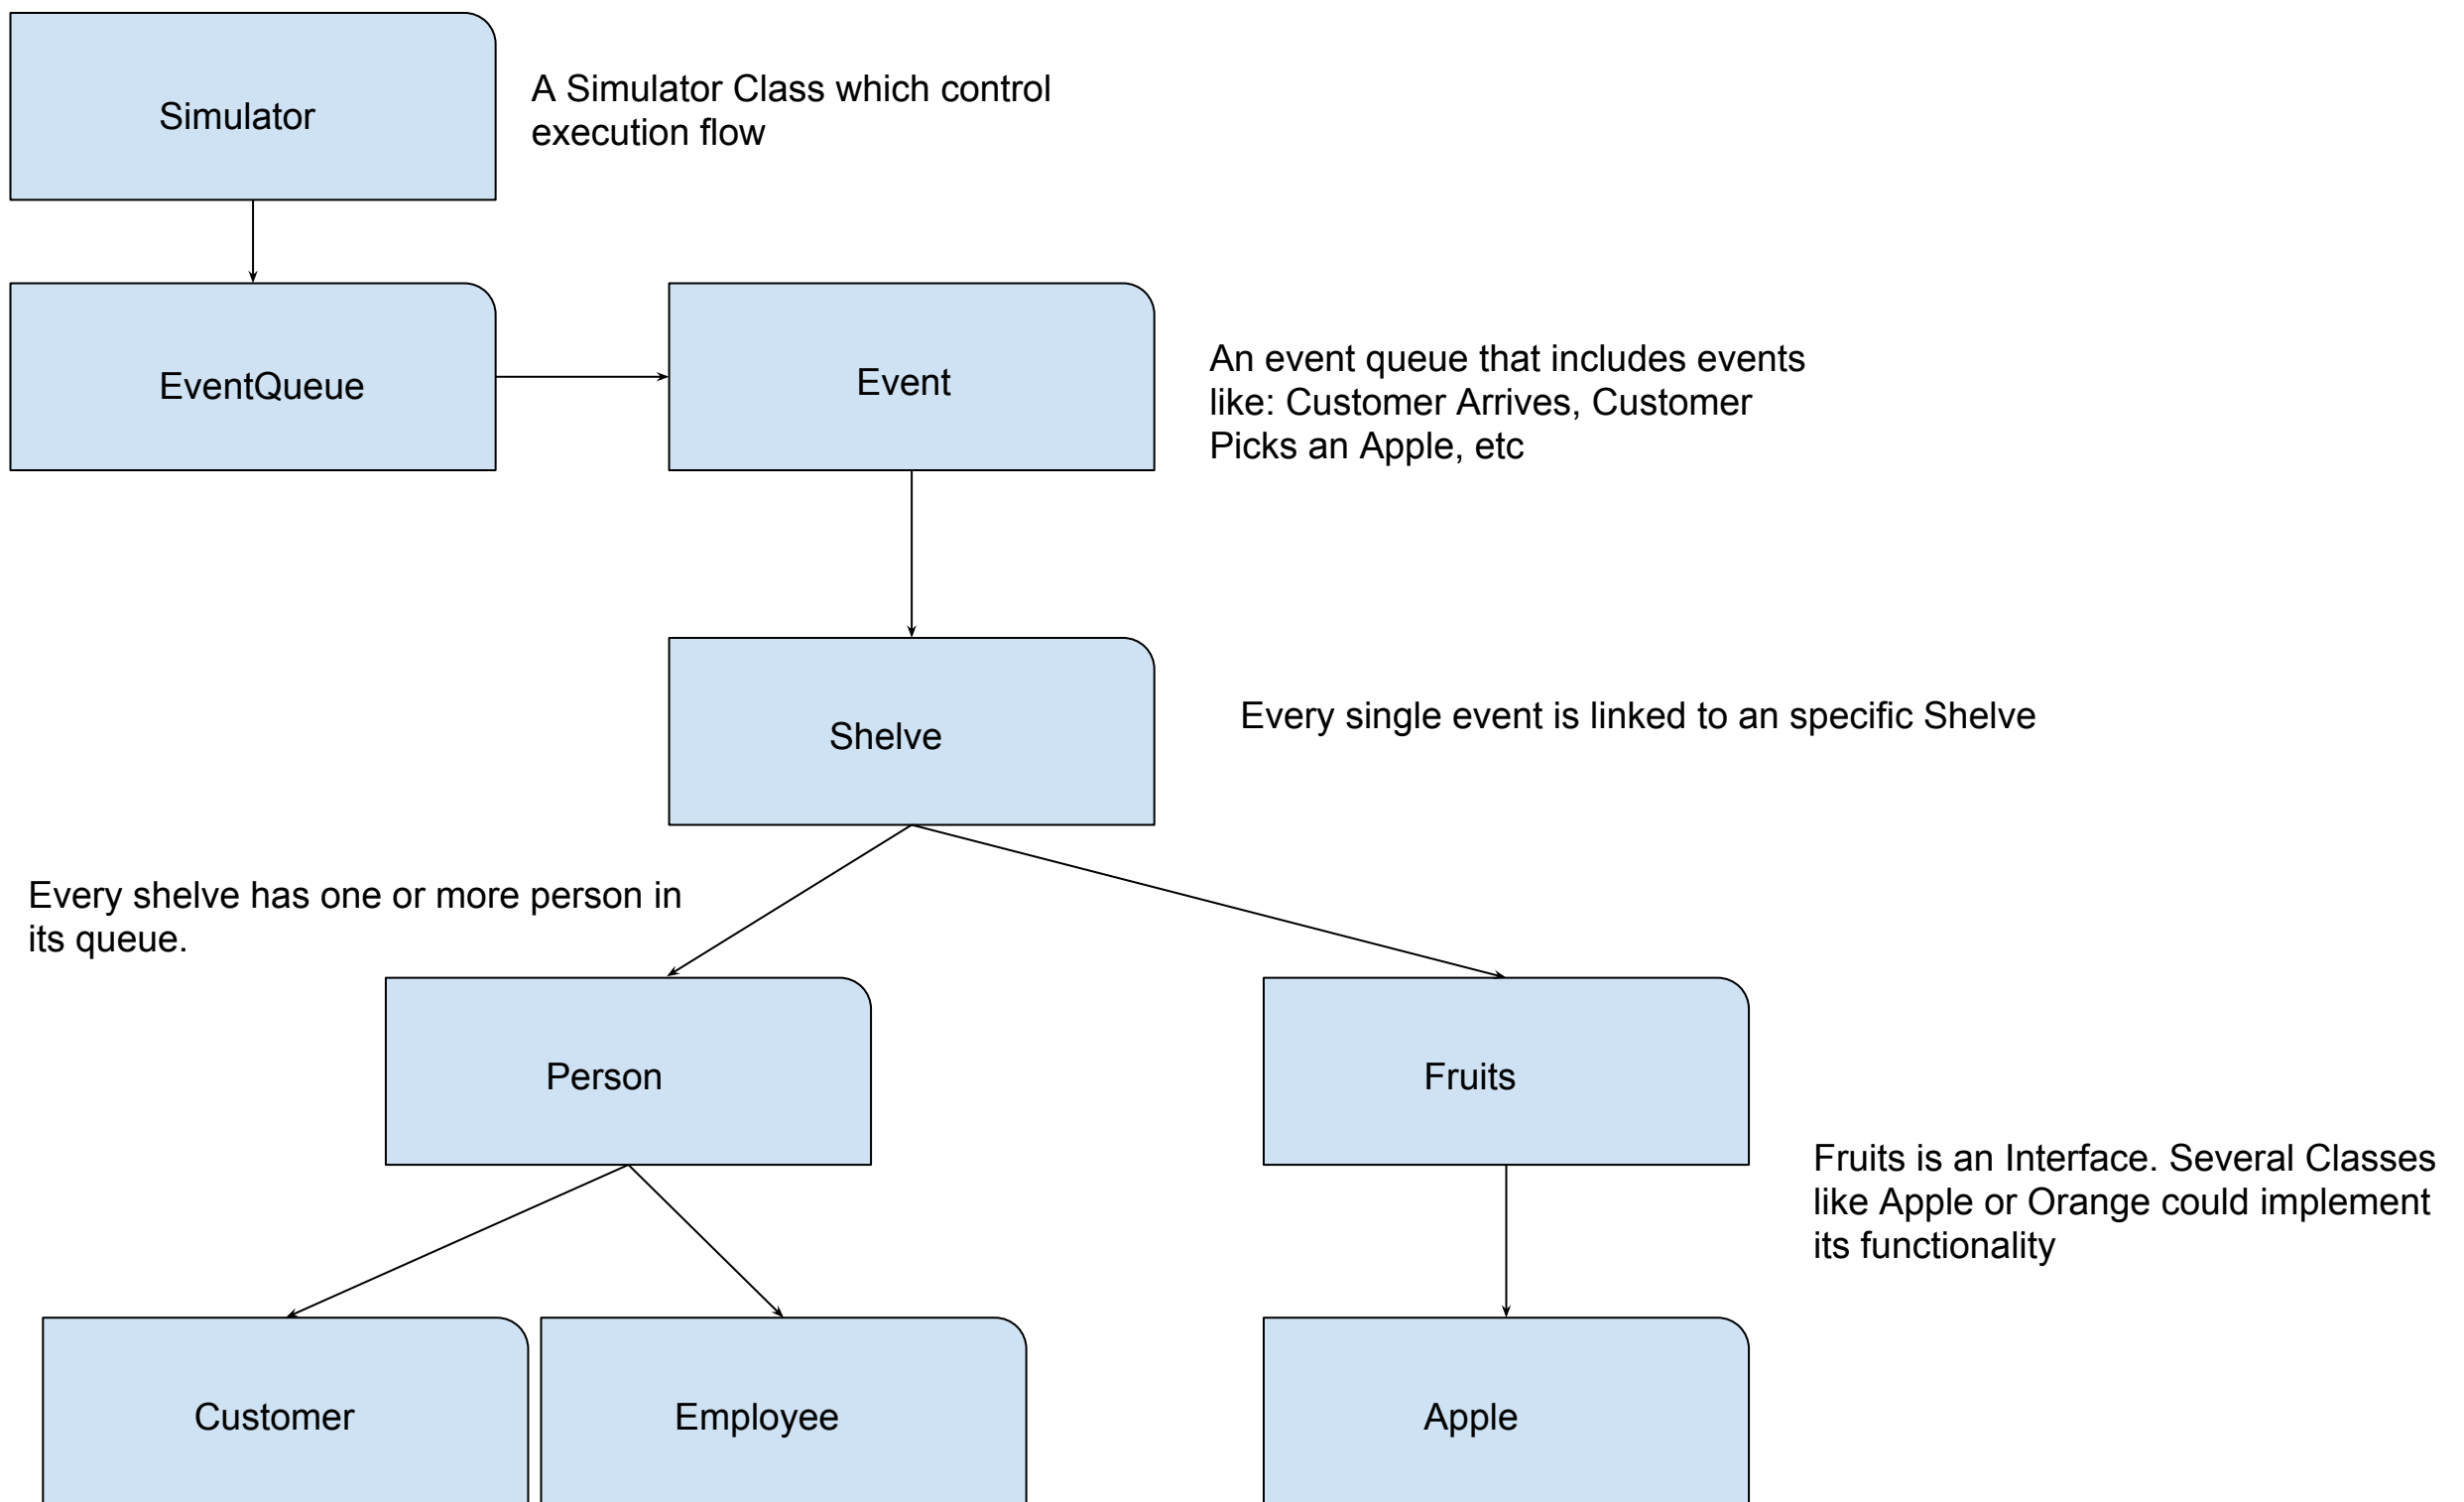 Simulator
A Simulator Class which control
execution flow
EventQueue
Event
An event queue that includes events
like: Customer Arrives, Customer
Picks an Apple, etc
Shelve
Every single event is linked to an specific Shelve
Every shelve has one or more person in
its queue.
Person
Fruits
Fruits is an Interface. Several Classes
like Apple or Orange could implement
its functionality
Customer
Employee
Apple